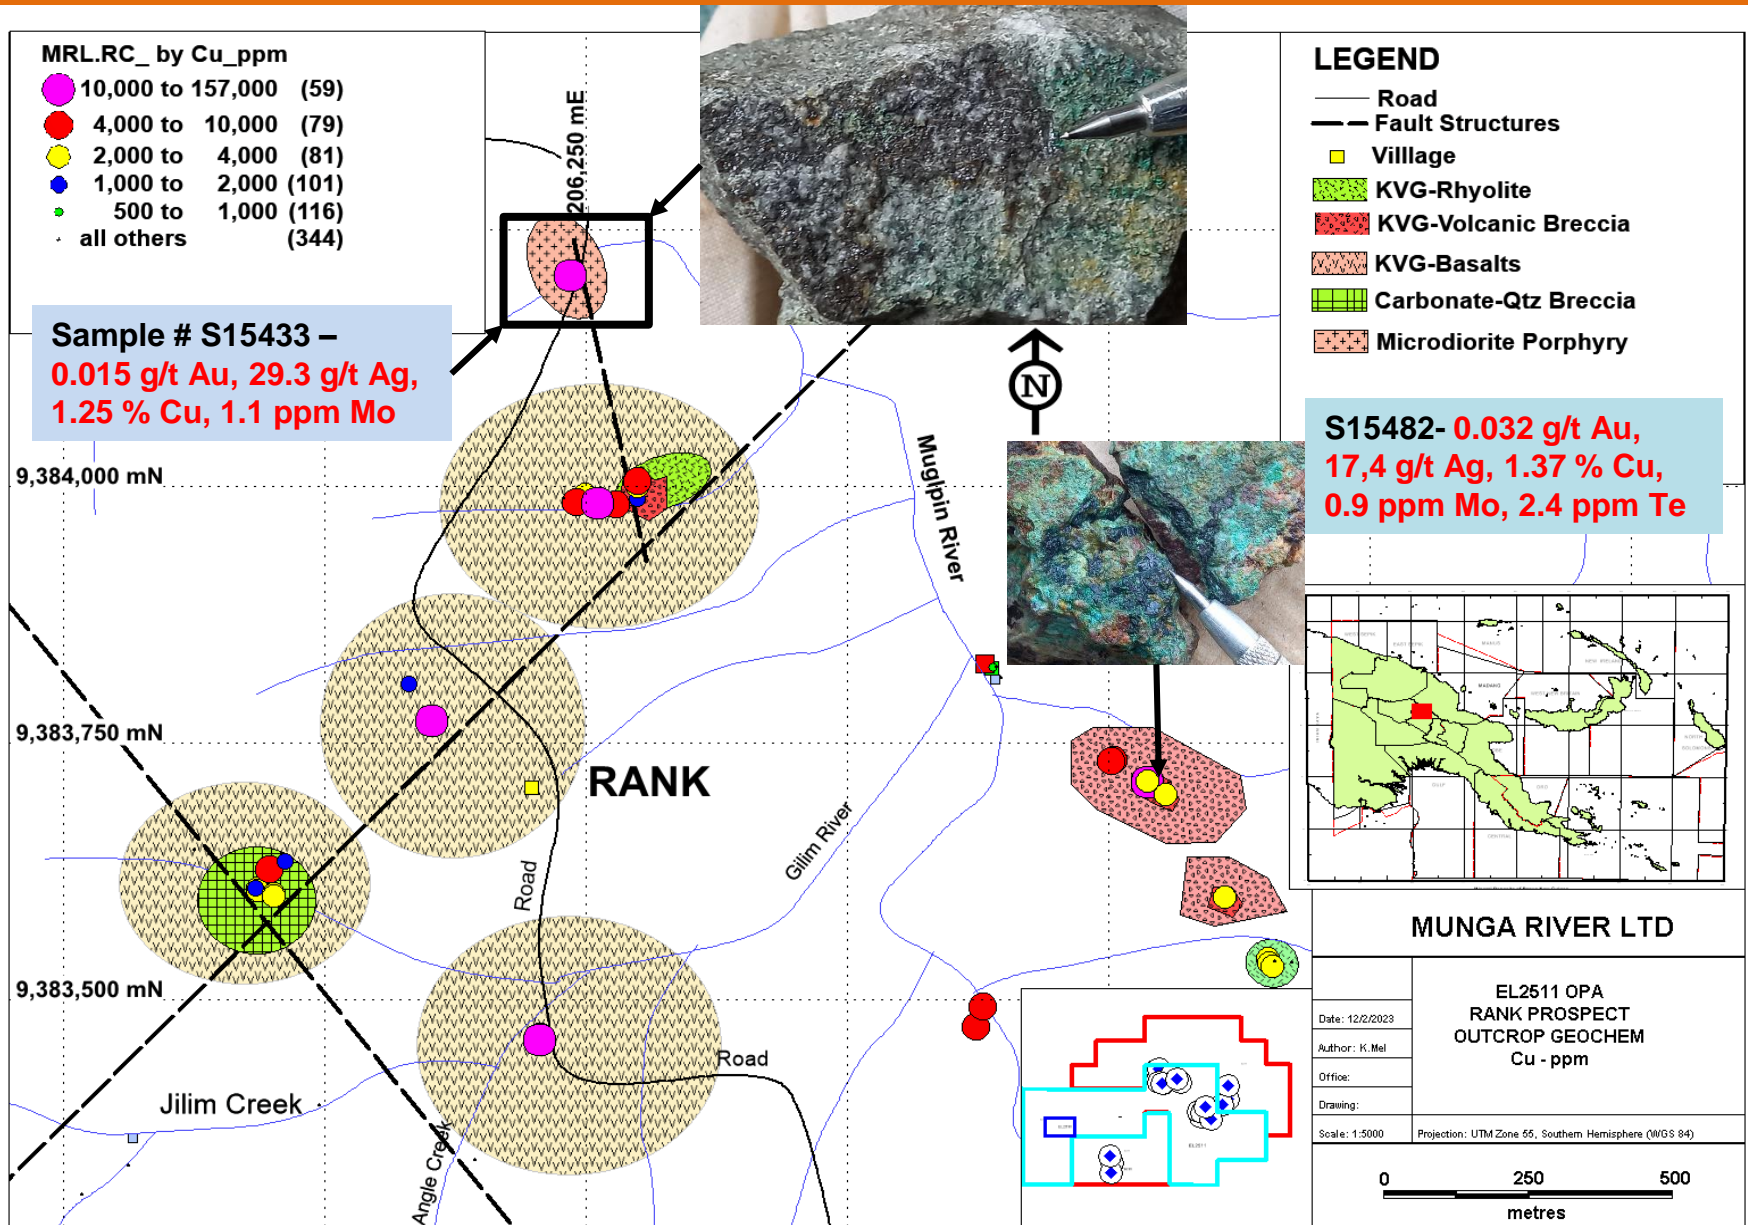 MRL.RC_ by Cu_ppm
10,000 to 157,000 (59)
4,000 to 10,000 (79)
2,000 to 4,000 (81)
1,000 to 2,000 (101)
500 to 1,000 (116)
all others (344)
206,250 mE
Sample # S15433 –
0.015 g/t Au, 29.3 g/t Ag,
1.25 % Cu, 1.1 ppm Mo
LEGEND
Road
Fault Structures
Villlage
KVG-Rhyolite
KVG-Volcanic Breccia
KVG-Basalts
Carbonate-Qtz Breccia
Microdiorite Porphyry
N
S15482- 0.032 g/t Au,
17,4 g/t Ag, 1.37 % Cu,
0.9 ppm Mo, 2.4 ppm Te
9,384,000 mN
Muglpin River
9,383,750 mN
RANK
Gilim River
Road
9,383,500 mN
Road
Jilim Creek
Angle Creek
EL2511
MADANG
GULF
CENTRAL
MUNGA RIVER LTD
EL2511 OPA
RANK PROSPECT
OUTCROP GEOCHEM
Cu - ppm
Date: 12/2/2023
Author: K.Mel
Office:
Drawing:
Scale: 1:5000
Projection: UTM Zone 55, Southern Hemisphere (WGS 84)
0 250 500
metres